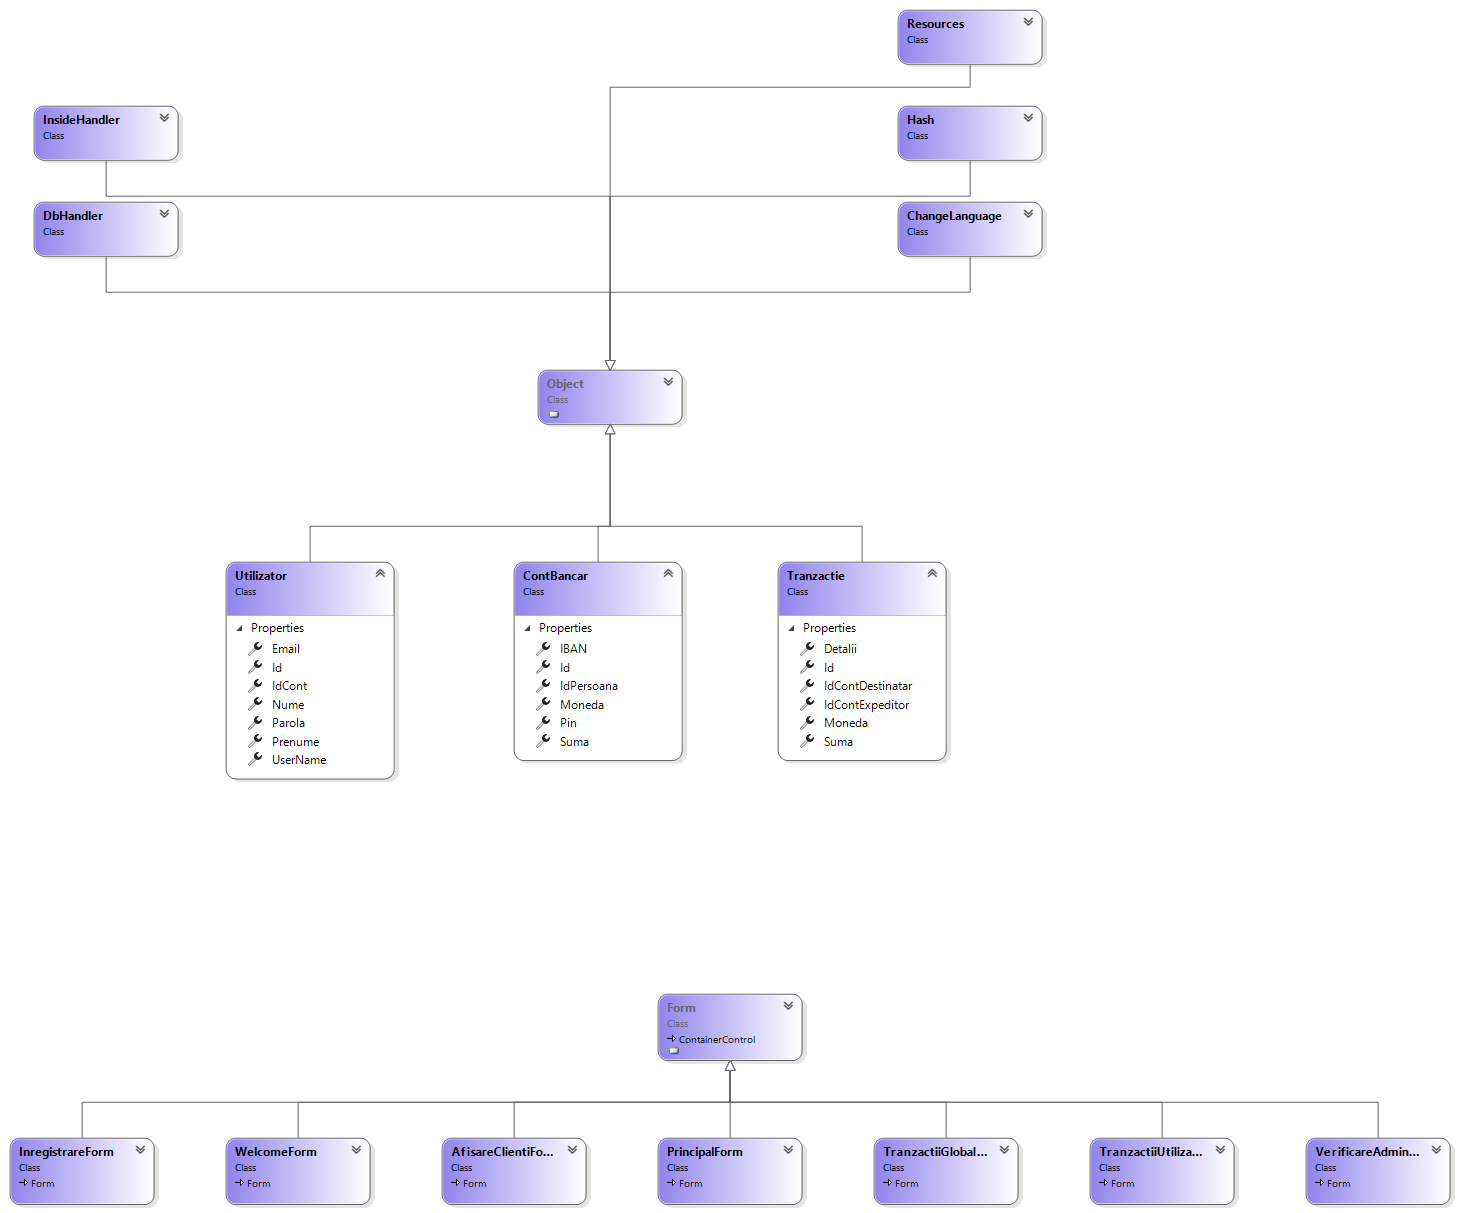 Resources
Class
InsideHandler
Class
Hash
Class
DbHandler
Class
ChangeLanguage
Class
Object
Class
Utilizator
Class
Properties
Email
Id
IdCont
Nume
Parola
Prenume
UserName
ContBancar
Class
Properties
IBAN
Id
IdPersoana
Moneda
Pin
Suma
Tranzactie
Class
Properties
Detalii
Id
IdContDestinatar
IdContExpeditor
Moneda
Suma
Form
Class
ContainerControl
InregistrareForm
Class
Form
WelcomeForm
Class
Form
AfisareClientiFo...
Class
Form
PrincipalForm
Class
Form
TranzactiiGlobal...
Class
Form
TranzactiiUtiliza...
Class
Form
VerificareAdmin...
Class
Form